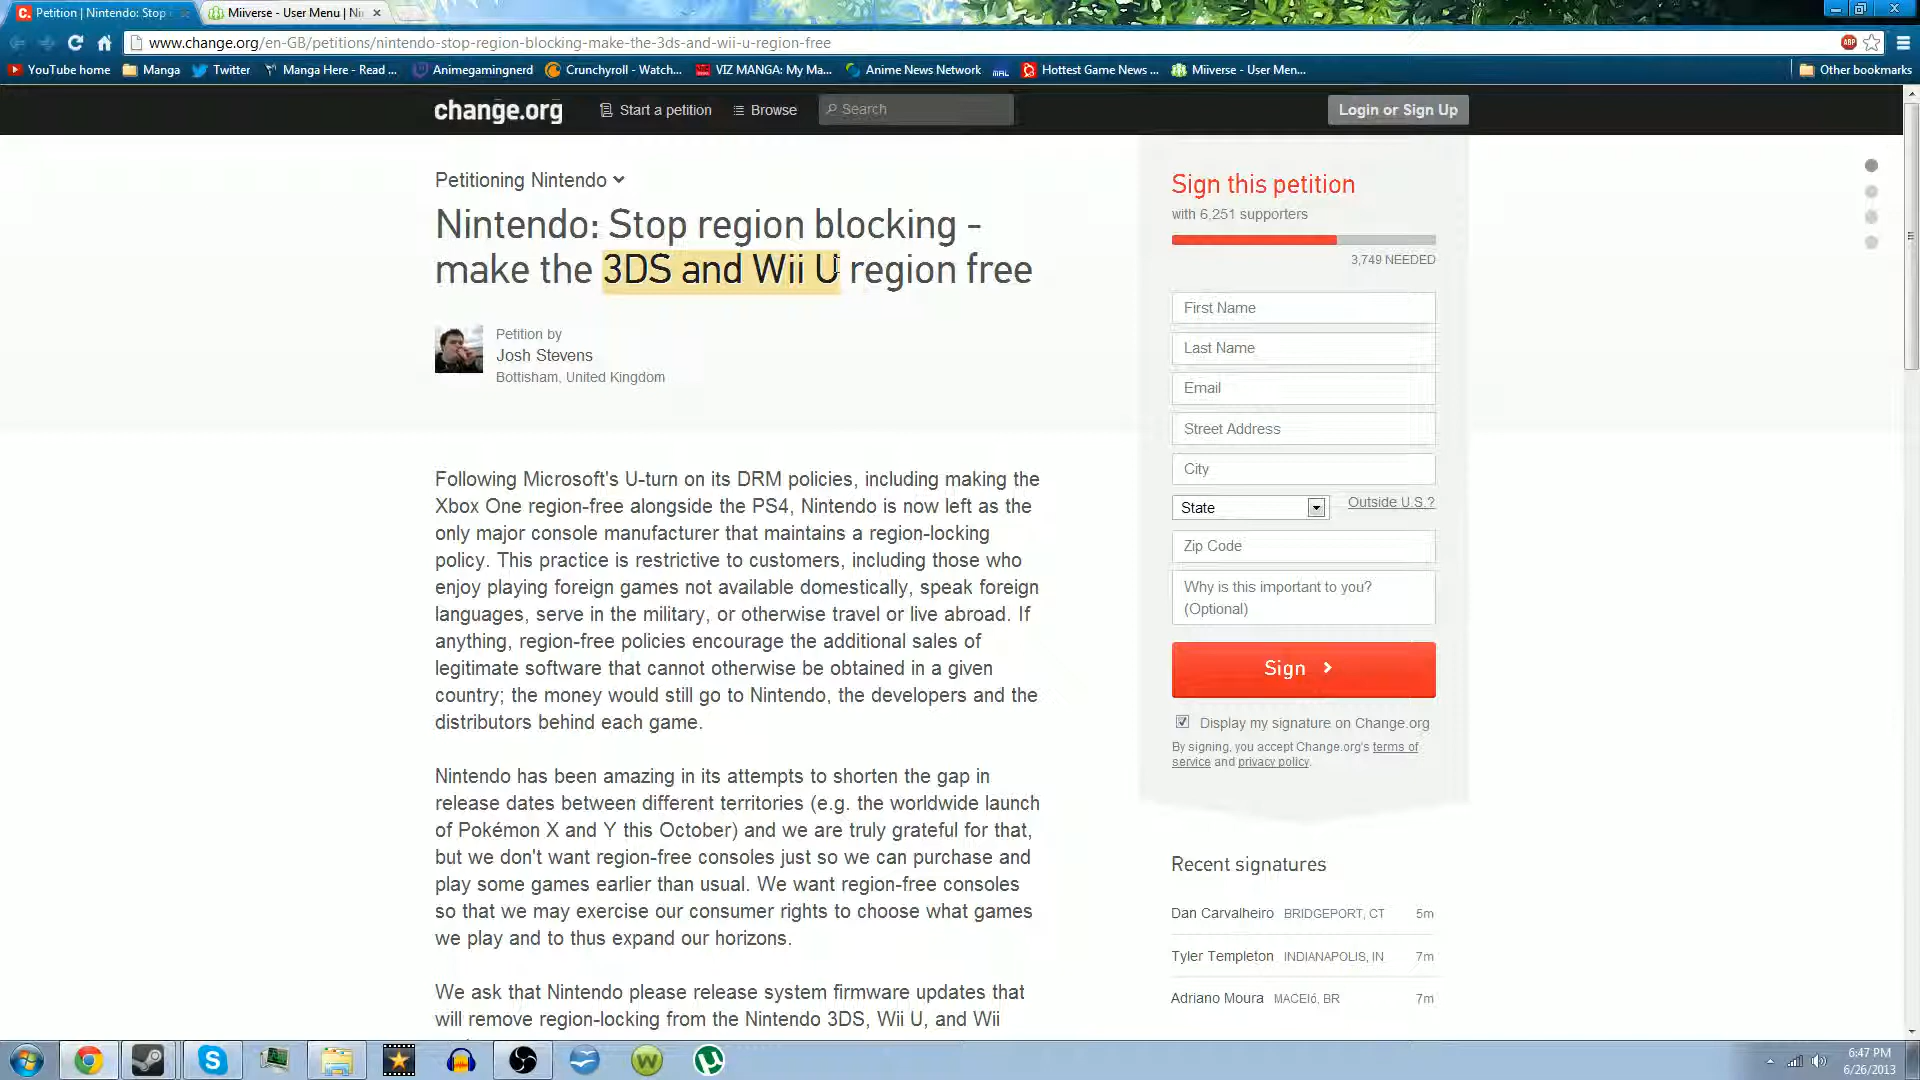 Petition | Nintendo: Stop
Miiverse - User Menu | Ni
www.change.org/en-GB/petitions/nintendo-stop-region-blocking-make-the-3ds-and-wii-u-region-free
ABP
YouTube home
Manga
Twitter
Manga Here - Read ...
Animegamingnerd
Crunchyroll - Watch...
VIZ MANGA: My Ma...
Anime News Network
MAL
Hottest Game News ...
Miiverse - User Men...
Other bookmarks
change.org
Start a petition
Browse
Search
Login or Sign Up
Petitioning Nintendo
Nintendo: Stop region blocking -
make the 3DS and Wii U region free
Petition by
Josh Stevens
Bottisham, United Kingdom
Following Microsoft's U-turn on its DRM policies, including making the
Xbox One region-free alongside the PS4, Nintendo is now left as the
only major console manufacturer that maintains a region-locking
policy. This practice is restrictive to customers, including those who
enjoy playing foreign games not available domestically, speak foreign
languages, serve in the military, or otherwise travel or live abroad. If
anything, region-free policies encourage the additional sales of
legitimate software that cannot otherwise be obtained in a given
country; the money would still go to Nintendo, the developers and the
distributors behind each game.
Nintendo has been amazing in its attempts to shorten the gap in
release dates between different territories (e.g. the worldwide launch
of Pokémon X and Y this October) and we are truly grateful for that,
but we don't want region-free consoles just so we can purchase and
play some games earlier than usual. We want region-free consoles
so that we may exercise our consumer rights to choose what games
we play and to thus expand our horizons.
We ask that Nintendo please release system firmware updates that
will remove region-locking from the Nintendo 3DS, Wii U, and Wii
Sign this petition
with 6,251 supporters
3,749 NEEDED
First Name
Last Name
Email
Street Address
City
State
Outside U.S.?
Zip Code
Why is this important to you?
(Optional)
Sign
Display my signature on Change.org
By signing, you accept Change.org's terms of
service and privacy policy.
Recent signatures
Dan Carvalheiro BRIDGEPORT, CT 5m
Tyler Templeton INDIANAPOLIS, IN 7m
Adriano Moura MACEIó, BR 7m
6:47 PM
6/26/2013